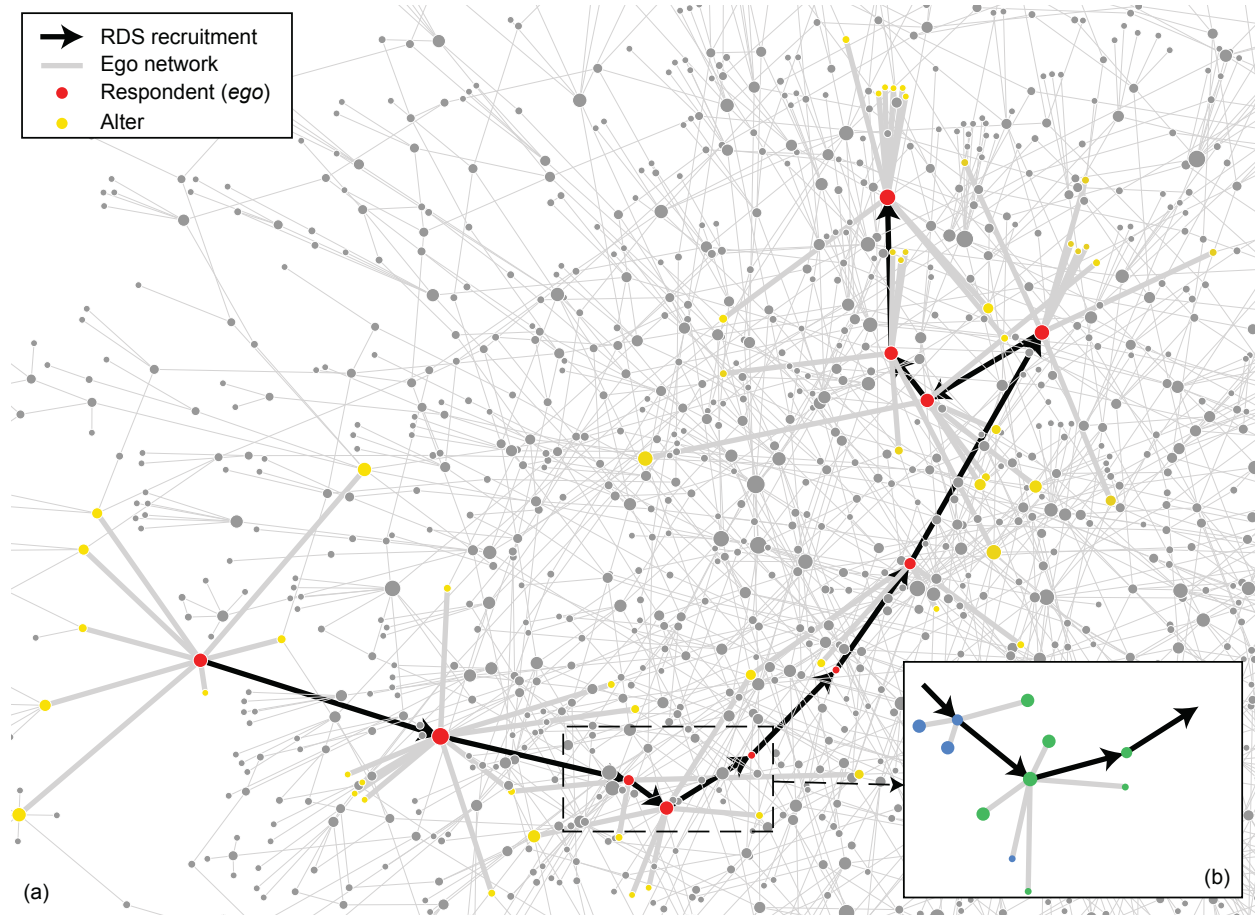 RDS recruitment
Ego network
Respondent (ego)
Alter
(a)
(b)